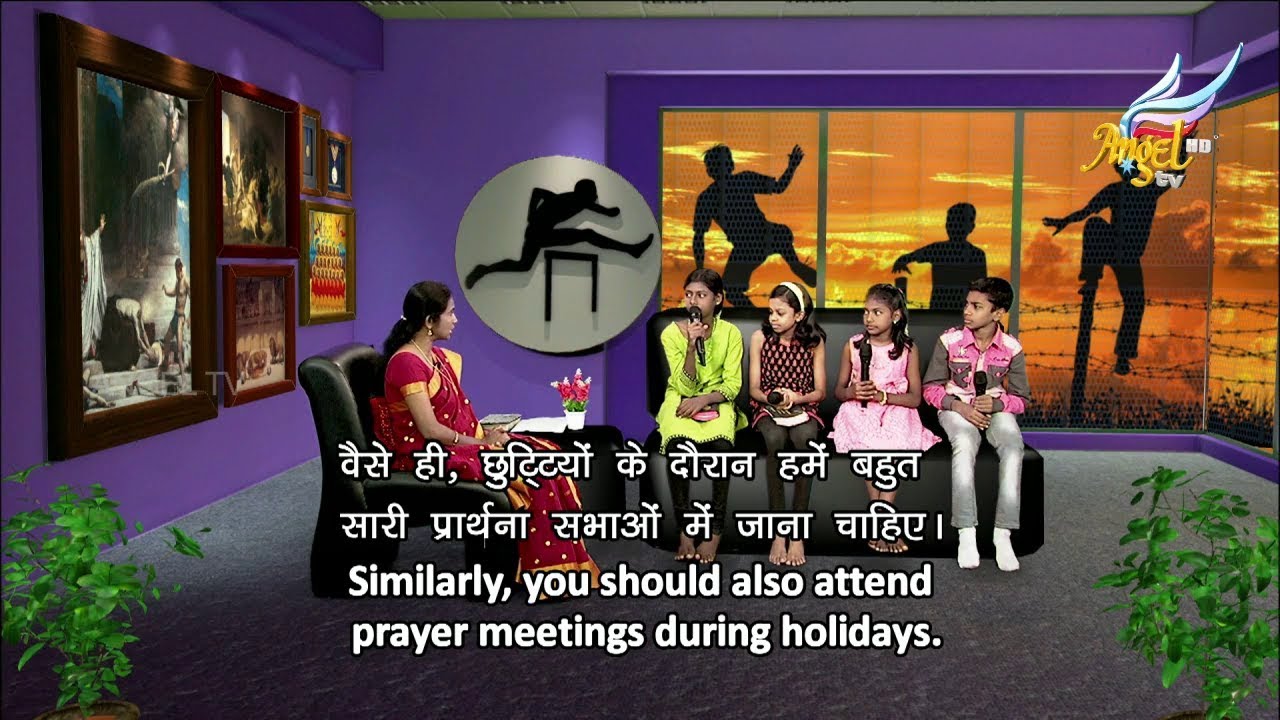 Angel HD
tv
वैसे ही, छुट्टियों के दौरान हमें बहुत
सारी प्रार्थना सभाओं में जाना चाहिए।
Similarly, you should also attend
prayer meetings during holidays.